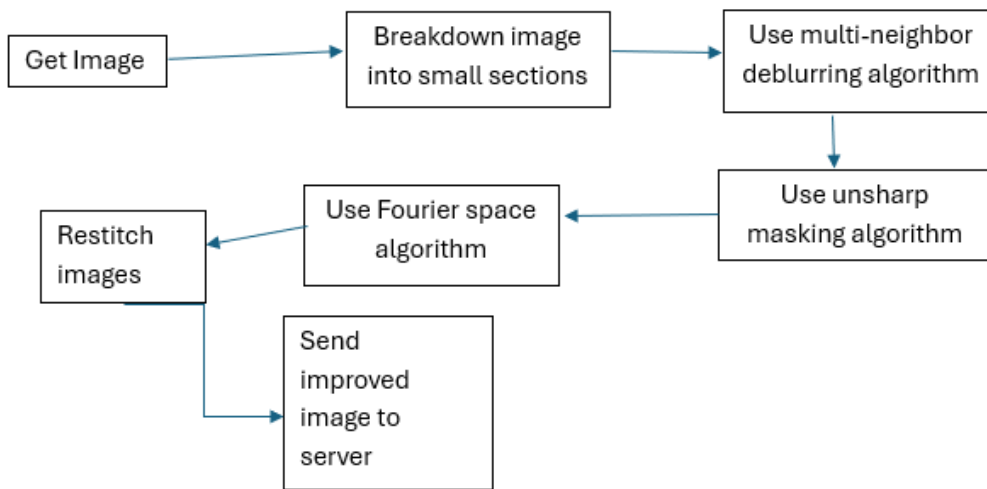 Get Image
Breakdown image
into small sections
Use multi-neighbor
deblurring algorithm
Use unsharp
masking algorithm
Use Fourier space
algorithm
Restitch
images
Send
improved
image to
server